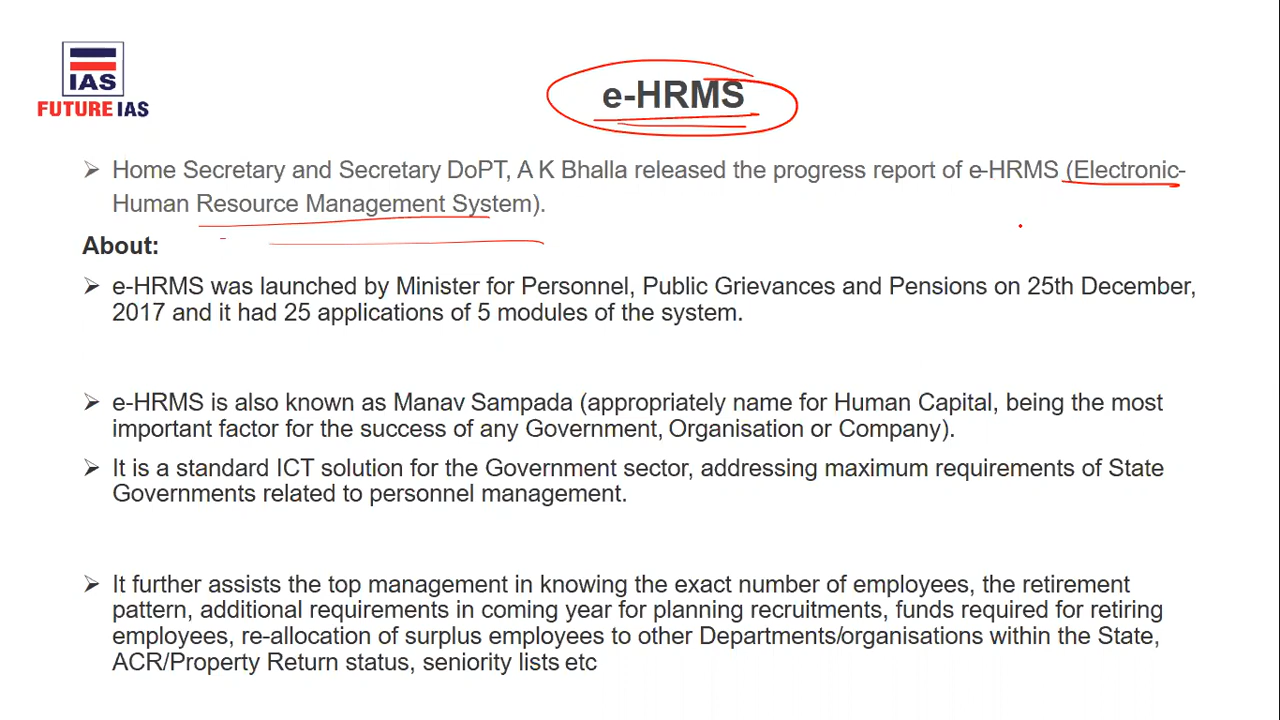 IAS
FUTURE IAS
e-HRMS
➢ Home Secretary and Secretary DoPT, A K Bhalla released the progress report of e-HRMS (Electronic-
Human Resource Management System).
About:
➢ e-HRMS was launched by Minister for Personnel, Public Grievances and Pensions on 25th December,
2017 and it had 25 applications of 5 modules of the system.
➢ e-HRMS is also known as Manav Sampada (appropriately name for Human Capital, being the most
important factor for the success of any Government, Organisation or Company).
➢ It is a standard ICT solution for the Government sector, addressing maximum requirements of State
Governments related to personnel management.
➢ It further assists the top management in knowing the exact number of employees, the retirement
pattern, additional requirements in coming year for planning recruitments, funds required for retiring
employees, re-allocation of surplus employees to other Departments/organisations within the State,
ACR/Property Return status, seniority lists etc